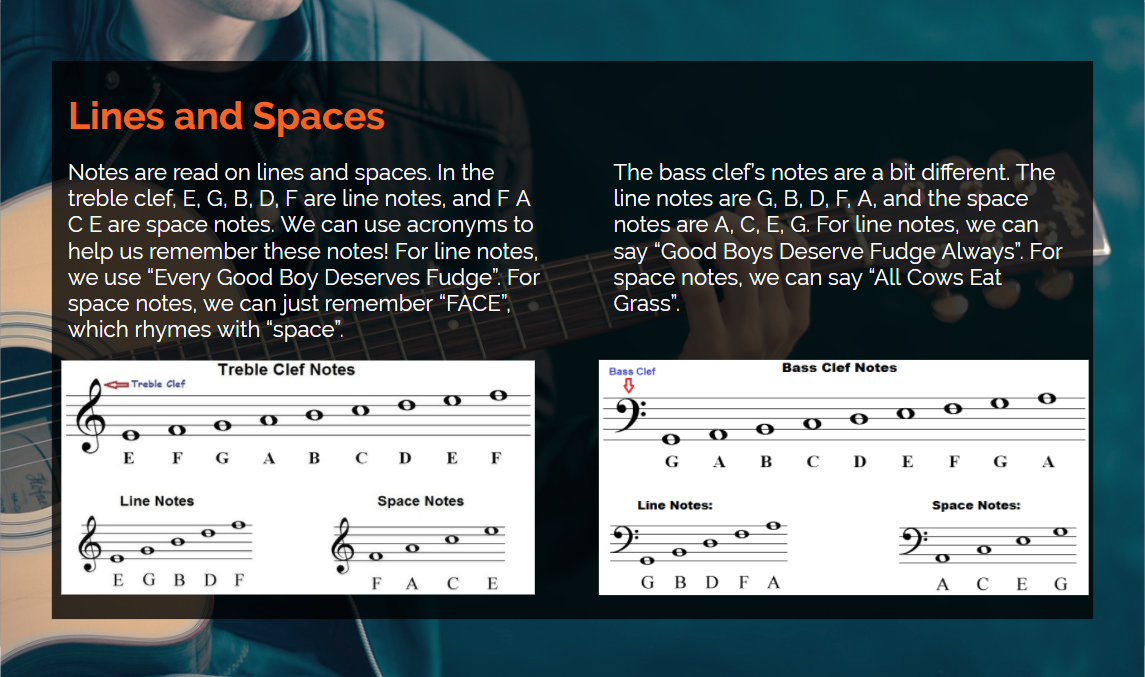 Lines and Spaces
Notes are read on lines and spaces. In the
treble clef, E, G, B, D, F are line notes, and F A
C E are space notes. We can use acronyms to
help us remember these notes! For line notes,
we use “Every Good Boy Deserves Fudge”. For
space notes, we can just remember “FACE”,
which rhymes with “space”.
The bass clef’s notes are a bit different. The
line notes are G, B, D, F, A, and the space
notes are A, C, E, G. For line notes, we can
say “Good Boys Deserve Fudge Always”. For
space notes, we can say “All Cows Eat
Grass”.
Treble Clef Notes
Treble Clef
E F G A B C D E F
Line Notes
E G B D F
Space Notes
F A C E
Bass Clef Notes
Bass Clef
G A B C D E F G A
Line Notes:
G B D F A
Space Notes:
A C E G
Hofner